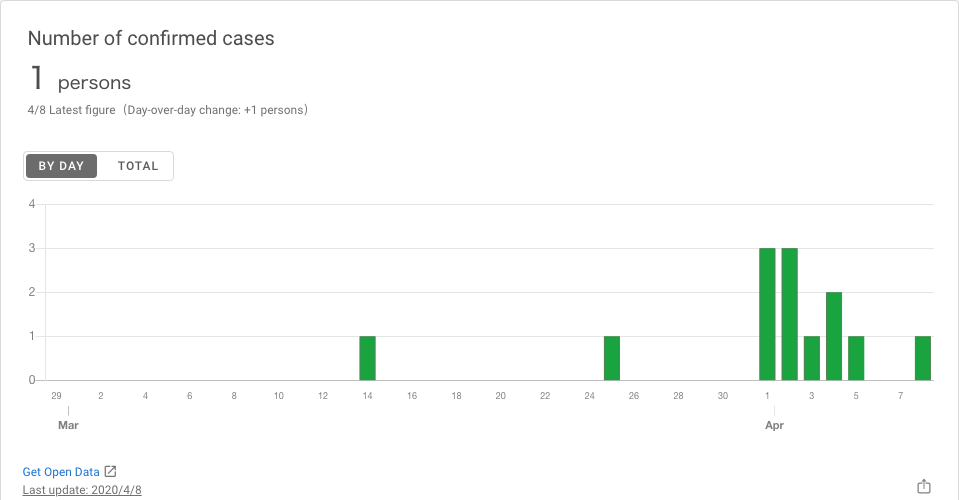 Number of confirmed cases
1 persons
4/8 Latest figure（Day-over-day change: +1 persons）
BY DAY TOTAL
4
3
2
1
0
29 2 4 6 8 10 12 14 16 18 20 22 24 26 28 30 1 3 5 7
Mar Apr
Get Open Data
Last update: 2020/4/8